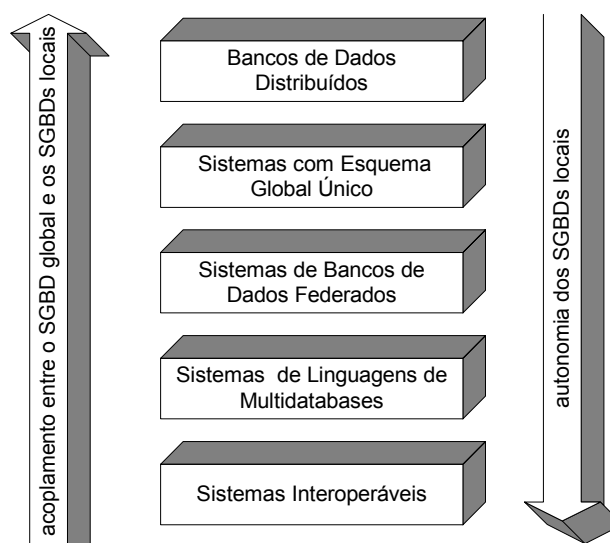 acoplamento entre o SGBD global e os SGBDs locais
Bancos de Dados
Distribuídos
Sistemas com Esquema
Global Único
Sistemas de Bancos de
Dados Federados
Sistemas de Linguagens de
Multidatabases
Sistemas Interoperáveis
autonomia dos SGBDs locais